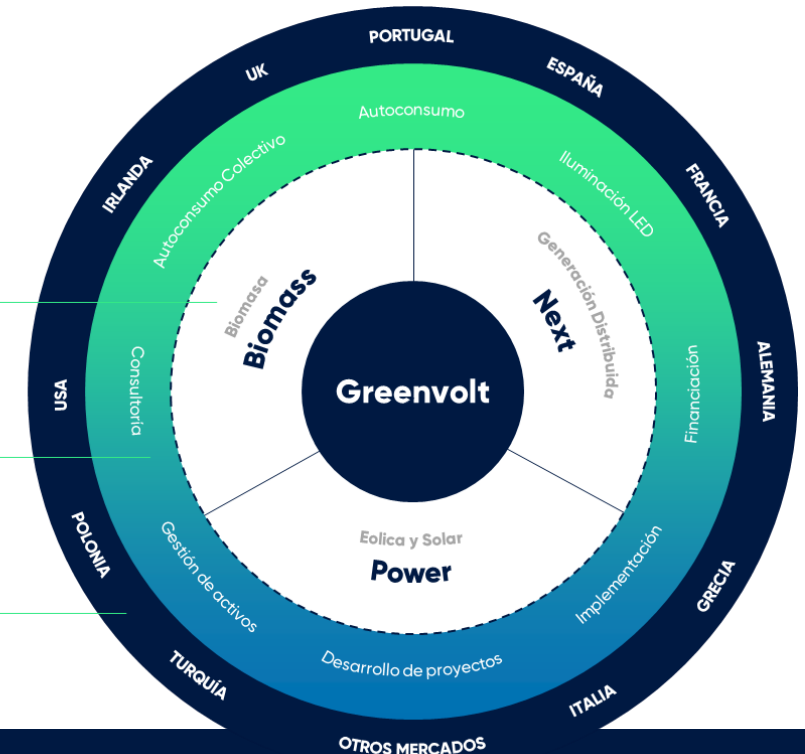 PORTUGAL
ESPAÑA
FRANCIA
ALEMANIA
GRECIA
ITALIA
OTROS MERCADOS
TURQUÍA
POLONIA
USA
IRLANDA
UK
Autoconsumo
Iluminación LED
Financiación
Implementación
Desarrollo de proyectos
Gestión de activos
Consultoría
Autoconsumo Colectivo
Biomasa
Biomass
Generación Distribuida
Next
Eolica y Solar
Power
Greenvolt